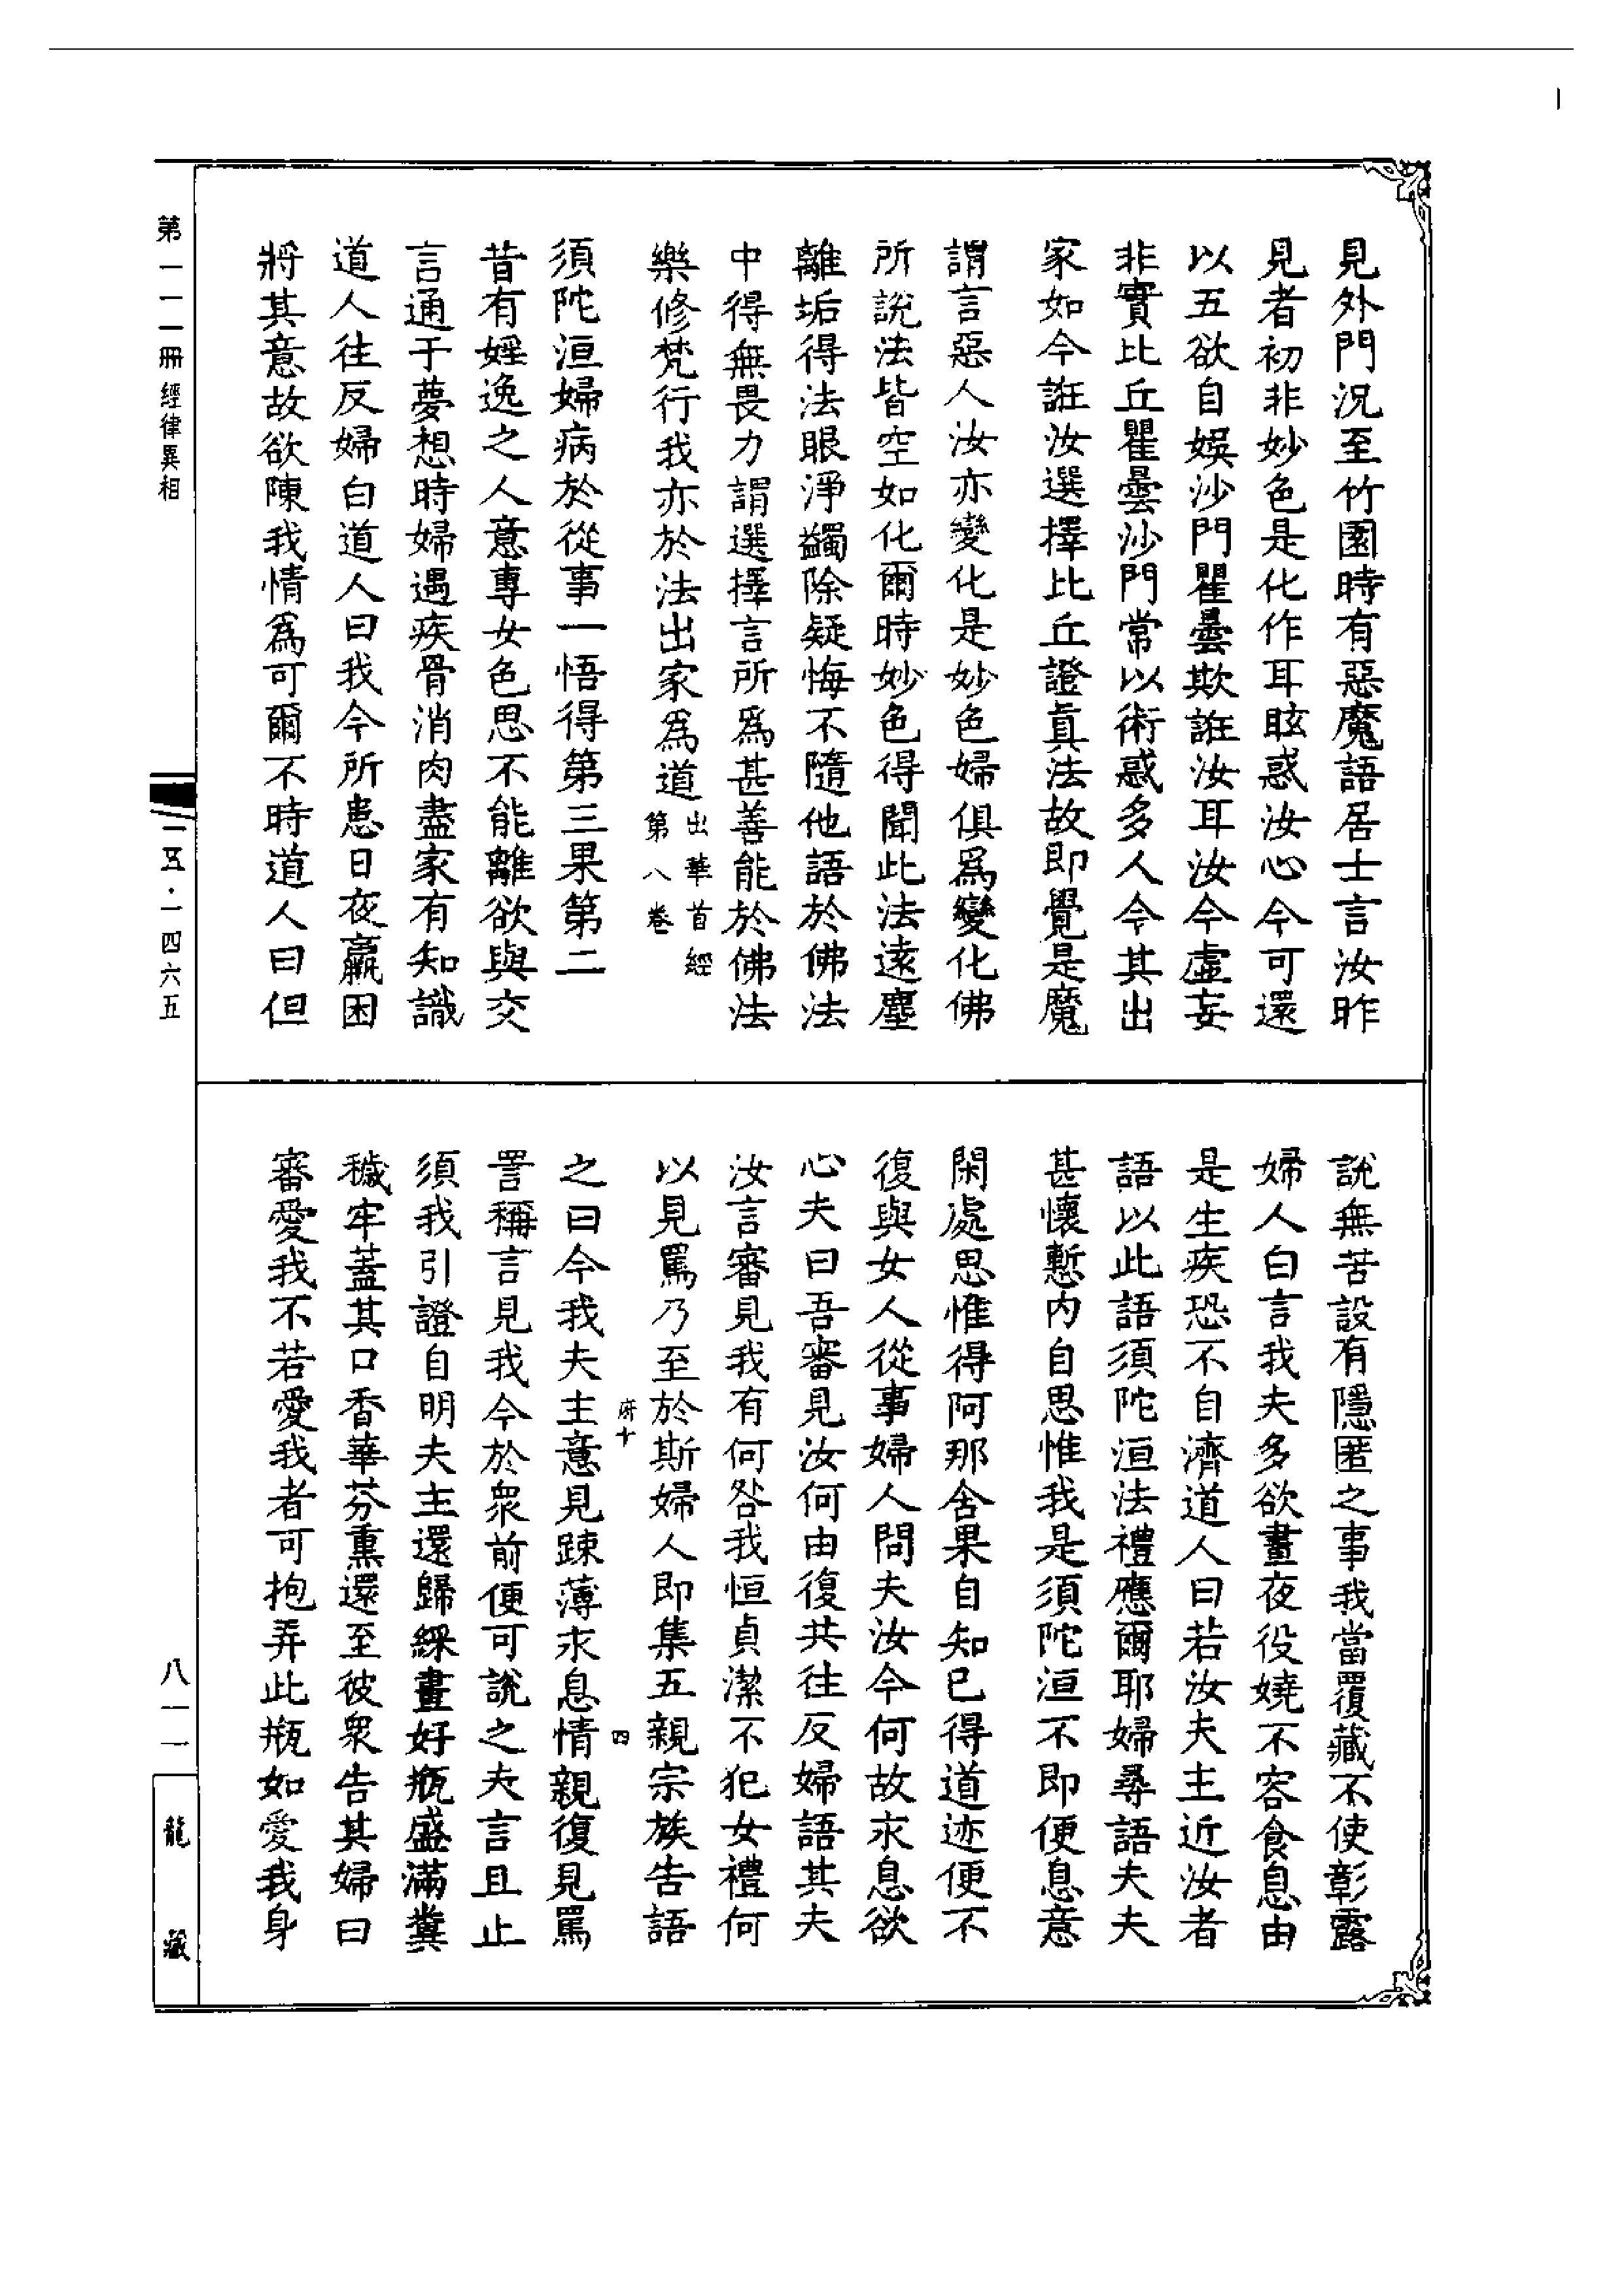 見外門況至竹園時有惡魔語居士言汝昨
見者初非妙色是化作耳眩惑汝心今可還
以五欲自娛沙門瞿曇欺誑汝耳汝今虛妄
非實比丘瞿曇沙門常以術惑多人今其出
家如今誑汝選擇比丘證真法故即覺是魔
謂言惡人汝亦變化是妙色婦俱為變化佛
所說法皆空如化爾時妙色得聞此法遠塵
離垢得法眼淨蠲除疑悔不隨他語於佛法
中得無畏力謂選擇言所為甚善能於佛法
樂修梵行我亦於法出家為道出華首經
第八卷
須陀洹婦病於從事一悟得第三果第二
昔有婬逸之人意專女色思不能離欲與交
言通于夢想時婦遇疾骨消肉盡家有知識
道人往反婦白道人曰我今所患日夜羸困
將其意故欲陳我情為可爾不時道人曰但
說無苦設有隱匿之事我當覆藏不使彰露
婦人白言我夫多欲晝夜役嬈不容食息由
是生疾恐不自濟道人曰若汝夫主近汝者
語以此語須陀洹法禮應爾耶婦尋語夫夫
甚懷慙內自思惟我是須陀洹不即便息意
閑處思惟得阿那含果自知已得道迹便不
復與女人從事婦人問夫汝今何故求息欲
心夫曰吾審見汝何由復共往反婦語其夫
汝言審見我有何咎我恒貞潔不犯女禮何
以見罵乃至於斯婦人即集五親宗族告語
府十 四
之曰今我夫主意見踈薄求息情親復見罵
詈稱言見我今於眾前便可說之夫言且止
須我引證自明夫主還歸綵畫好瓶盛滿糞
穢牢蓋其口香華芬熏還至彼眾告其婦曰
審愛我不若愛我者可抱弄此瓶如愛我身
第一一一冊 經律異相
一五·一四六五
八一一
龍藏